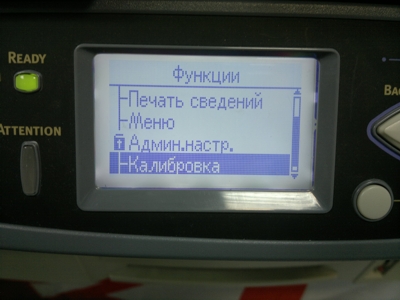 READY
Функции
Печать сведений
Меню
Админ.настр.
Калибровка
ATTENTION